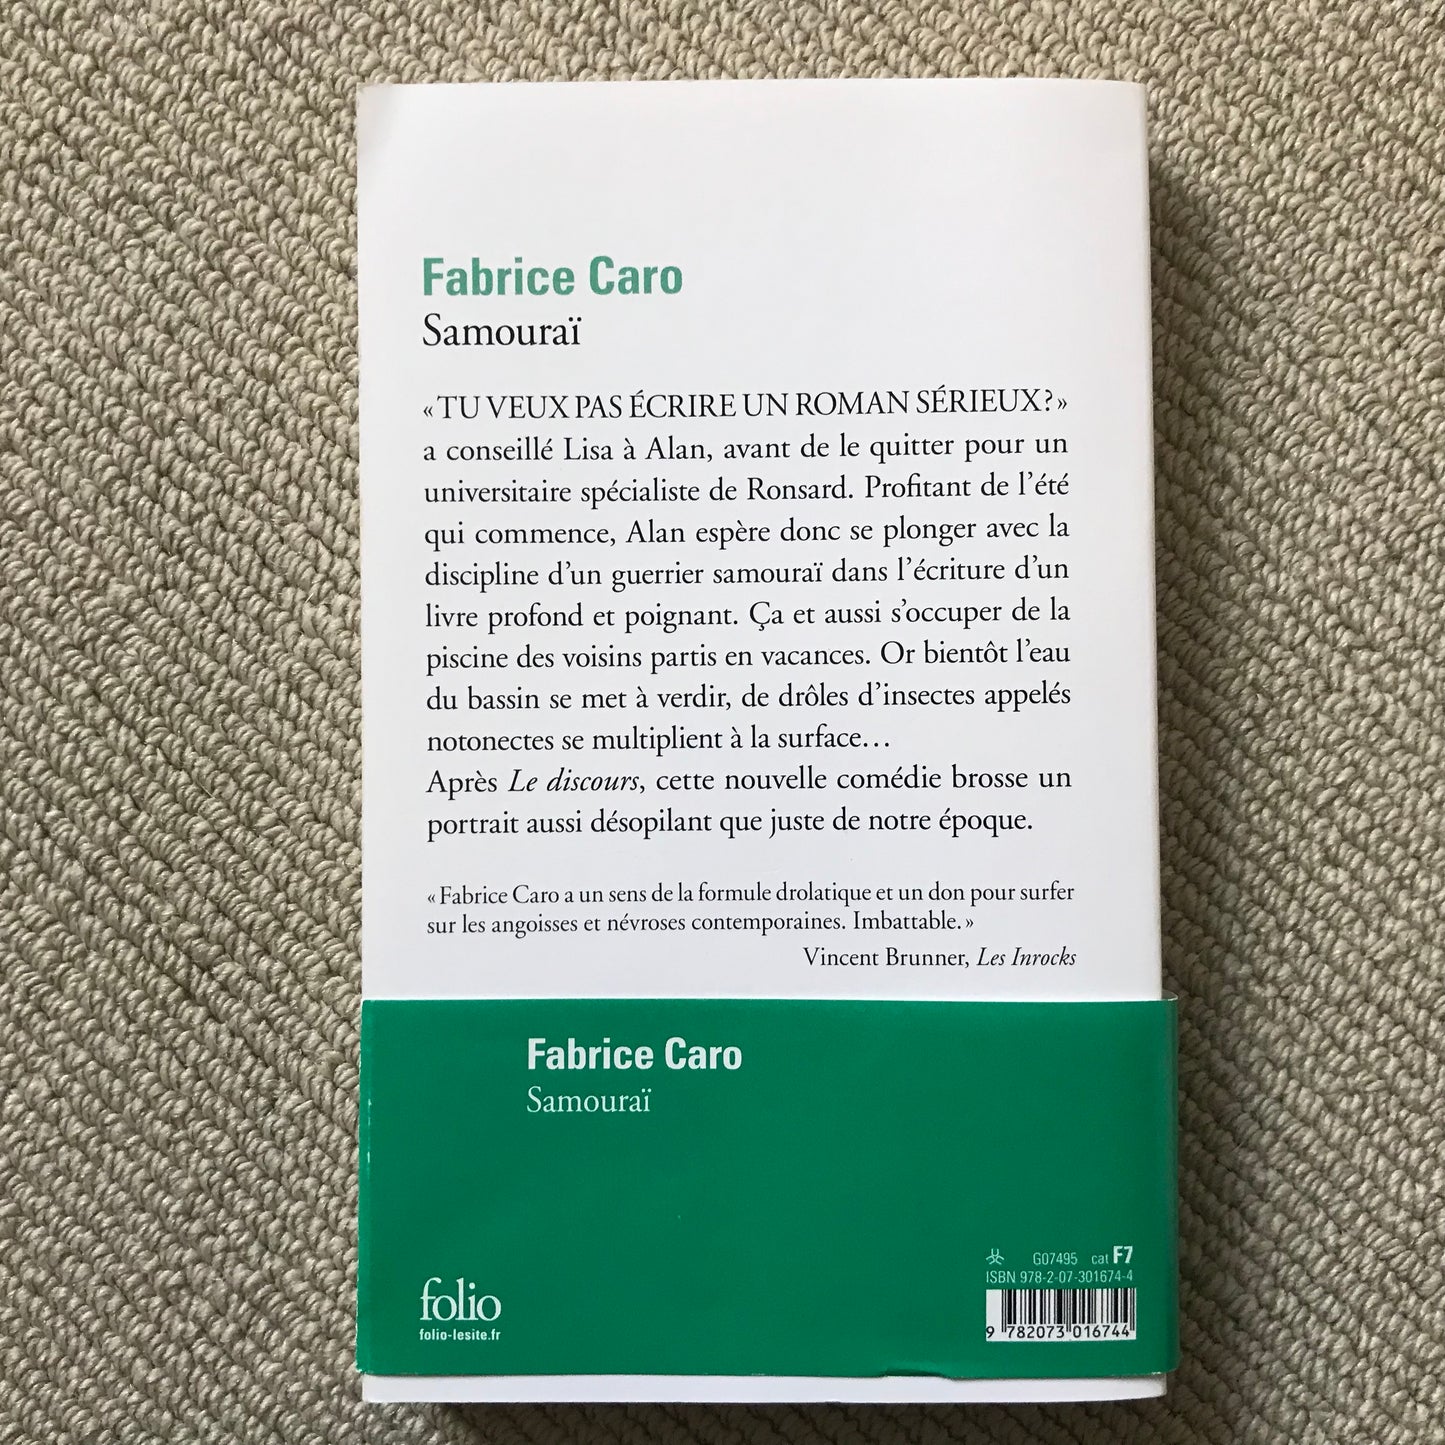 Fabrice Caro
Samouraï
« TU VEUX PAS ÉCRIRE UN ROMAN SÉRIEUX ? »
a conseillé Lisa à Alan, avant de le quitter pour un
universitaire spécialiste de Ronsard. Profitant de l’été
qui commence, Alan espère donc se plonger avec la
discipline d’un guerrier samouraï dans l’écriture d’un
livre profond et poignant. Ça et aussi s’occuper de la
piscine des voisins partis en vacances. Or bientôt l’eau
du bassin se met à verdir, de drôles d’insectes appelés
notonectes se multiplient à la surface…
Après Le discours, cette nouvelle comédie brosse un
portrait aussi désopilant que juste de notre époque.
« Fabrice Caro a un sens de la formule drolatique et un don pour surfer
sur les angoisses et névroses contemporaines. Imbattable. »
Vincent Brunner, Les Inrocks
Fabrice Caro
Samouraï
G07495 cat F7
ISBN 978-2-07-301674-4
9 782073 016744
folio
folio-lesite.fr